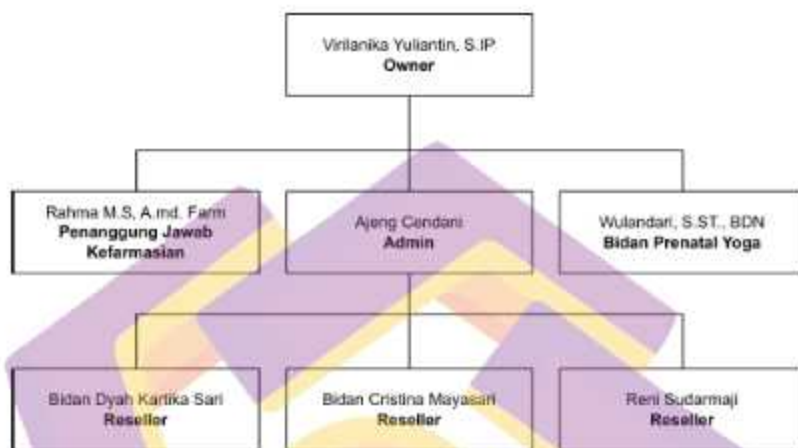 Virilanika Yuliantin, S.IP
Owner
Rahma M.S, A.md. Farm
Penanggung Jawab
Kefarmasian
Ajeng Cendani
Admin
Wulandari, S.ST., BDN
Bidan Prenatal Yoga
Bidan Dyah Kartika Sari
Reseller
Bidan Cristina Mayasari
Reseller
Reni Sudarmaji
Reseller